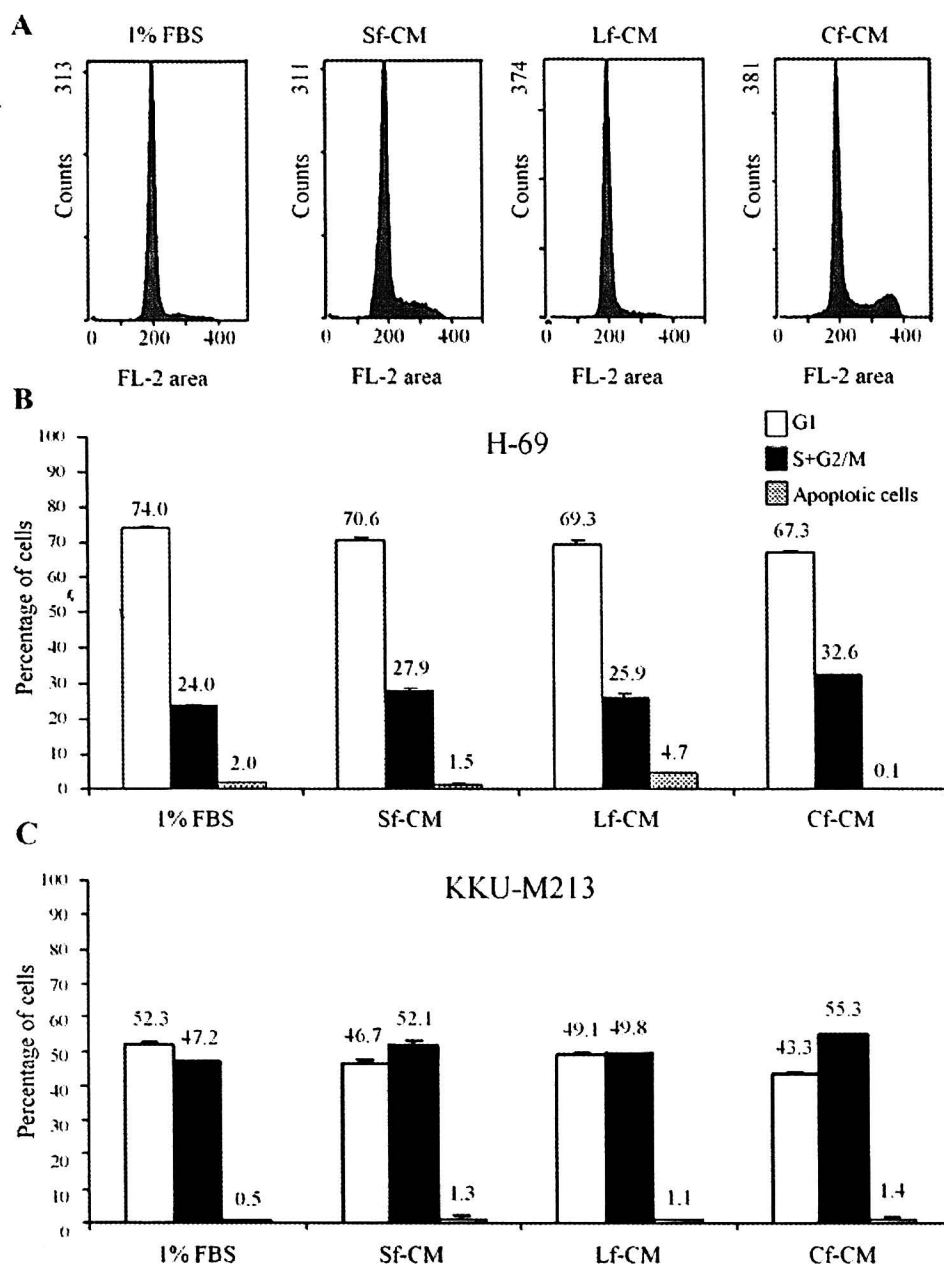 A
1% FBS Sf-CM Lf-CM Cf-CM
313 311 374 381
Counts Counts Counts Counts
0 200 400 0 200 400 0 200 400 0 200 400
FL-2 area FL-2 area FL-2 area FL-2 area
B
H-69
G1
S+G2/M
Apoptotic cells
Percentage of cells
100
90
80
70
60
50
40
30
20
10
0
74.0 24.0 2.0 70.6 27.9 1.5 69.3 25.9 4.7 67.3 32.6 0.1
1% FBS Sf-CM Lf-CM Cf-CM
C
KKU-M213
Percentage of cells
100
90
80
70
60
50
40
30
20
10
0
52.3 47.2 0.5 46.7 52.1 1.3 49.1 49.8 1.1 43.3 55.3 1.4
1% FBS Sf-CM Lf-CM Cf-CM